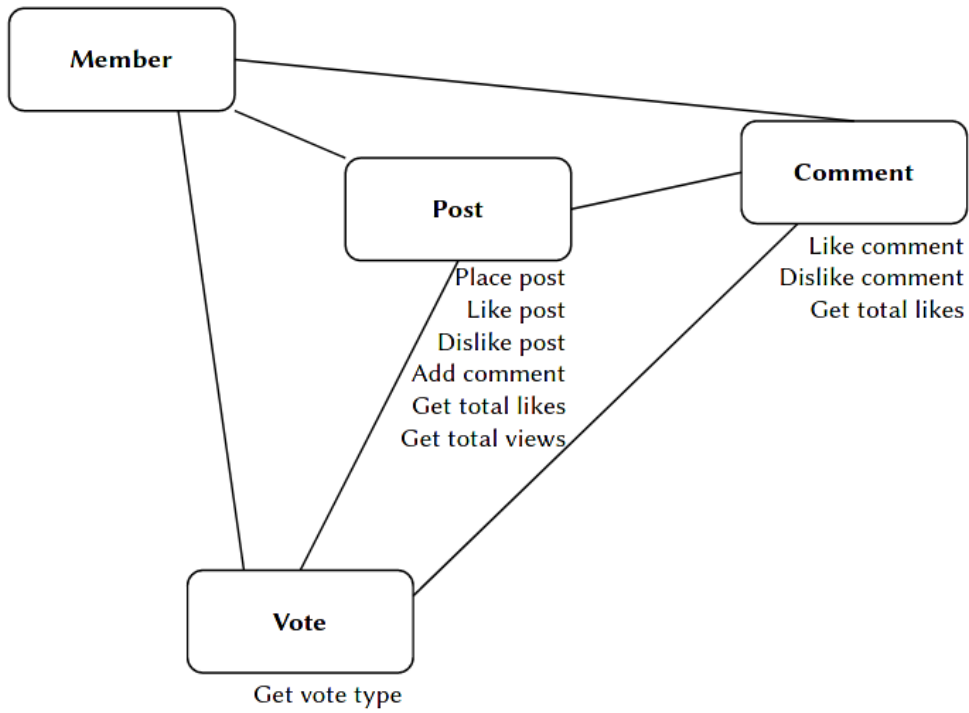 Member
Comment
Post
Like comment
Dislike comment
Get total likes
Place post
Like post
Dislike post
Add comment
Get total likes
Get total views
Vote
Get vote type